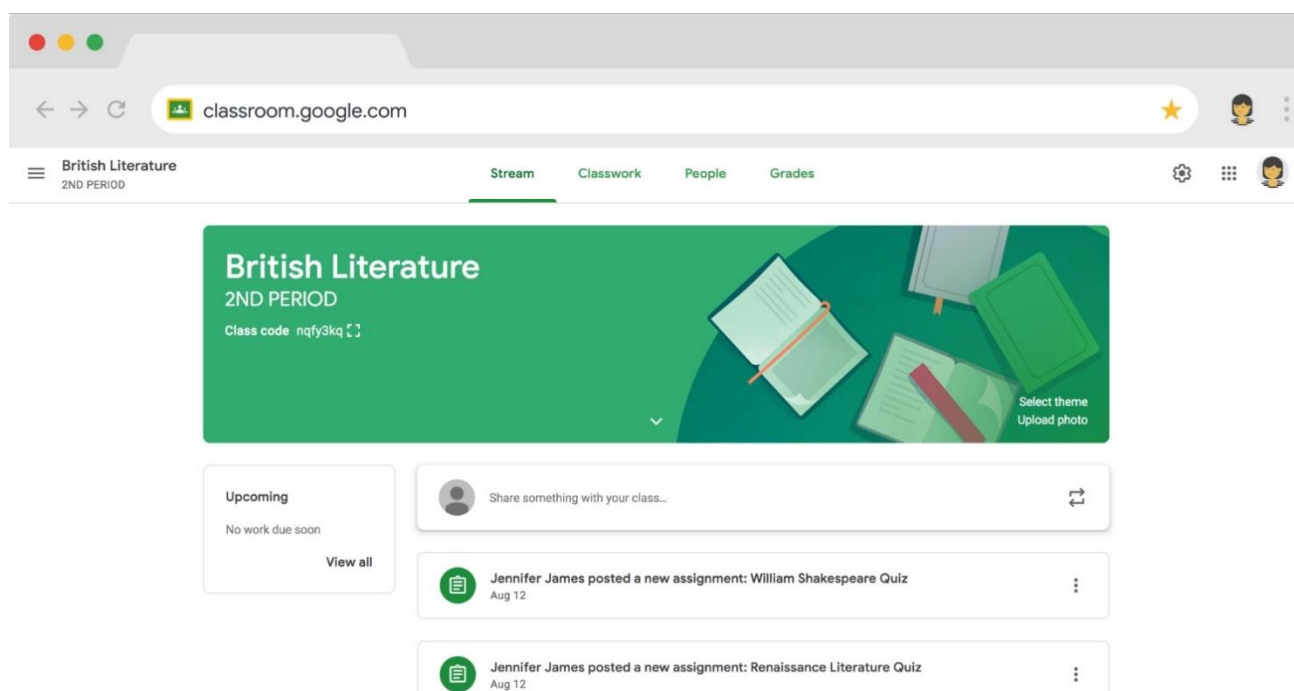 classroom.google.com
British Literature
2ND PERIOD
Stream
Classwork
People
Grades
British Literature
2ND PERIOD
Class code nqfy3kq
Select theme
Upload photo
Upcoming
No work due soon
View all
Share something with your class...
Jennifer James posted a new assignment: William Shakespeare Quiz
Aug 12
Jennifer James posted a new assignment: Renaissance Literature Quiz
Aug 12